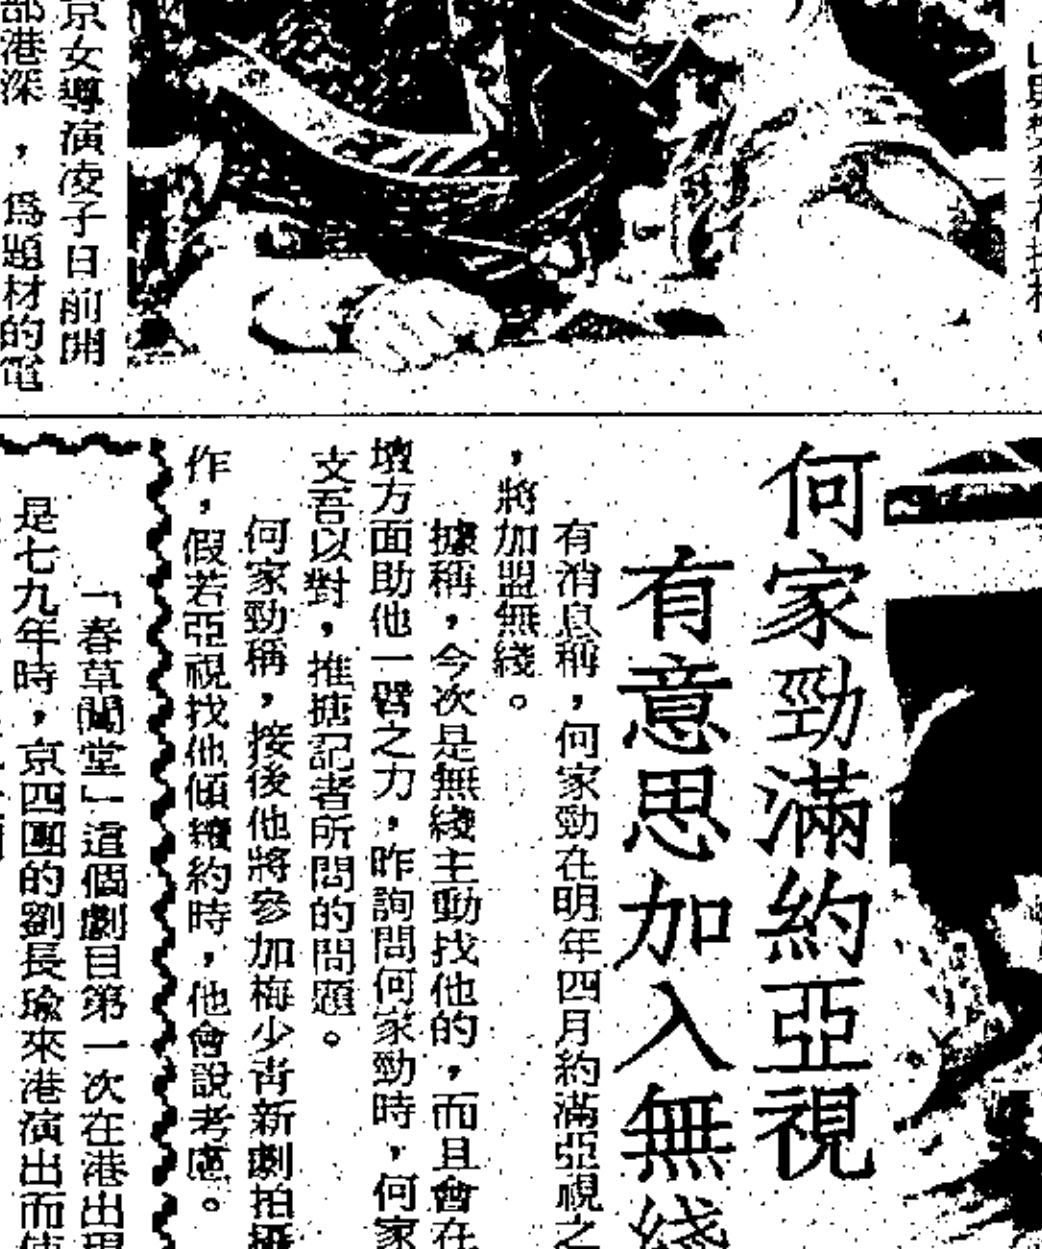 京女導演凌子日前開
部港深，爲題材的電
何家勁滿約亞視
有意思加入無綫
有消息稱，何家勁在明年四月約滿亞視之
，將加盟無綫。
據稱，今次是無綫主動找他的，而且會在
壇方面助他一臂之力，昨詢問何家勁時，何家
支吾以對，推搪記者所問的問題。
何家勁稱，接後他將參加梅少青新劇拍攝
作，假若亞視找他傾續約時，他會說考慮。
「春草闖堂」這個劇目第一次在港出現
是七九年時，京四團的劉長瑜來港演出而使